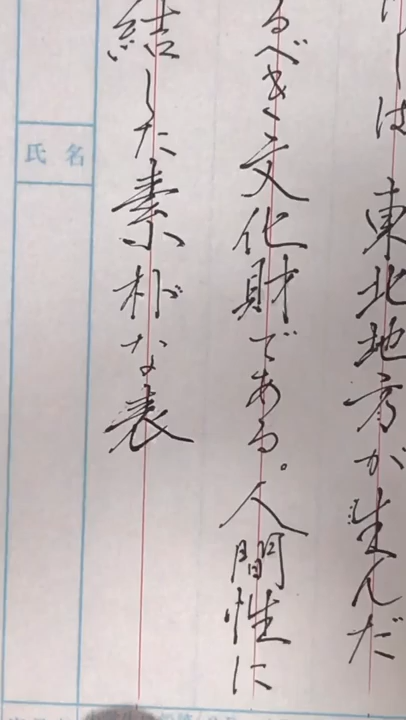 しは東北地方が生んだ
るべき文化財である。人間性に
結した素朴な表
氏名